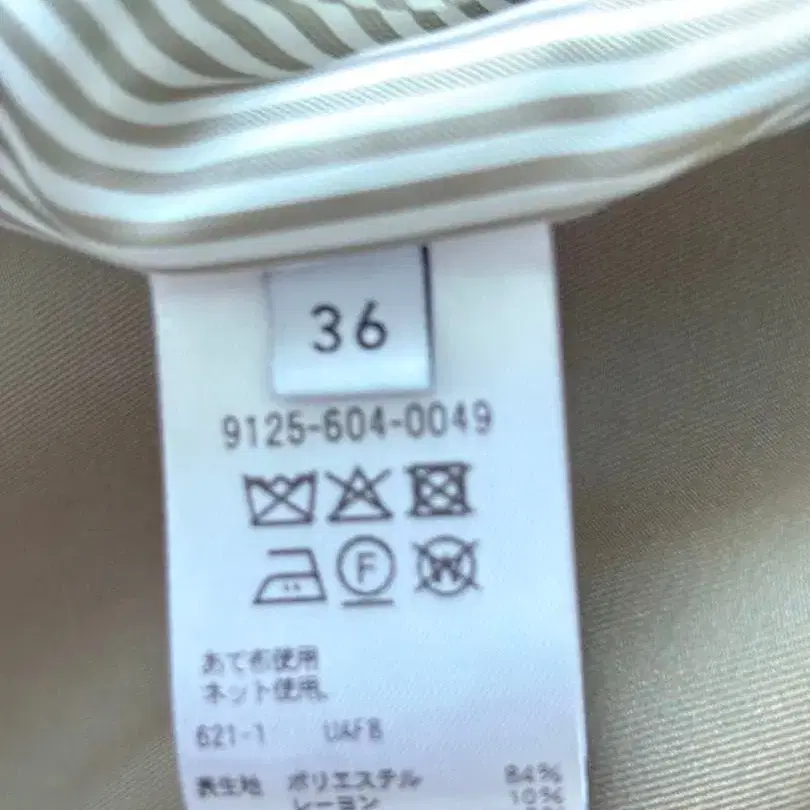 36
9125-604-0049
F
W
あて布使用
ネット使用。
621-1 UAFB
表生地 ポリエステル 84%
レーヨン 10%